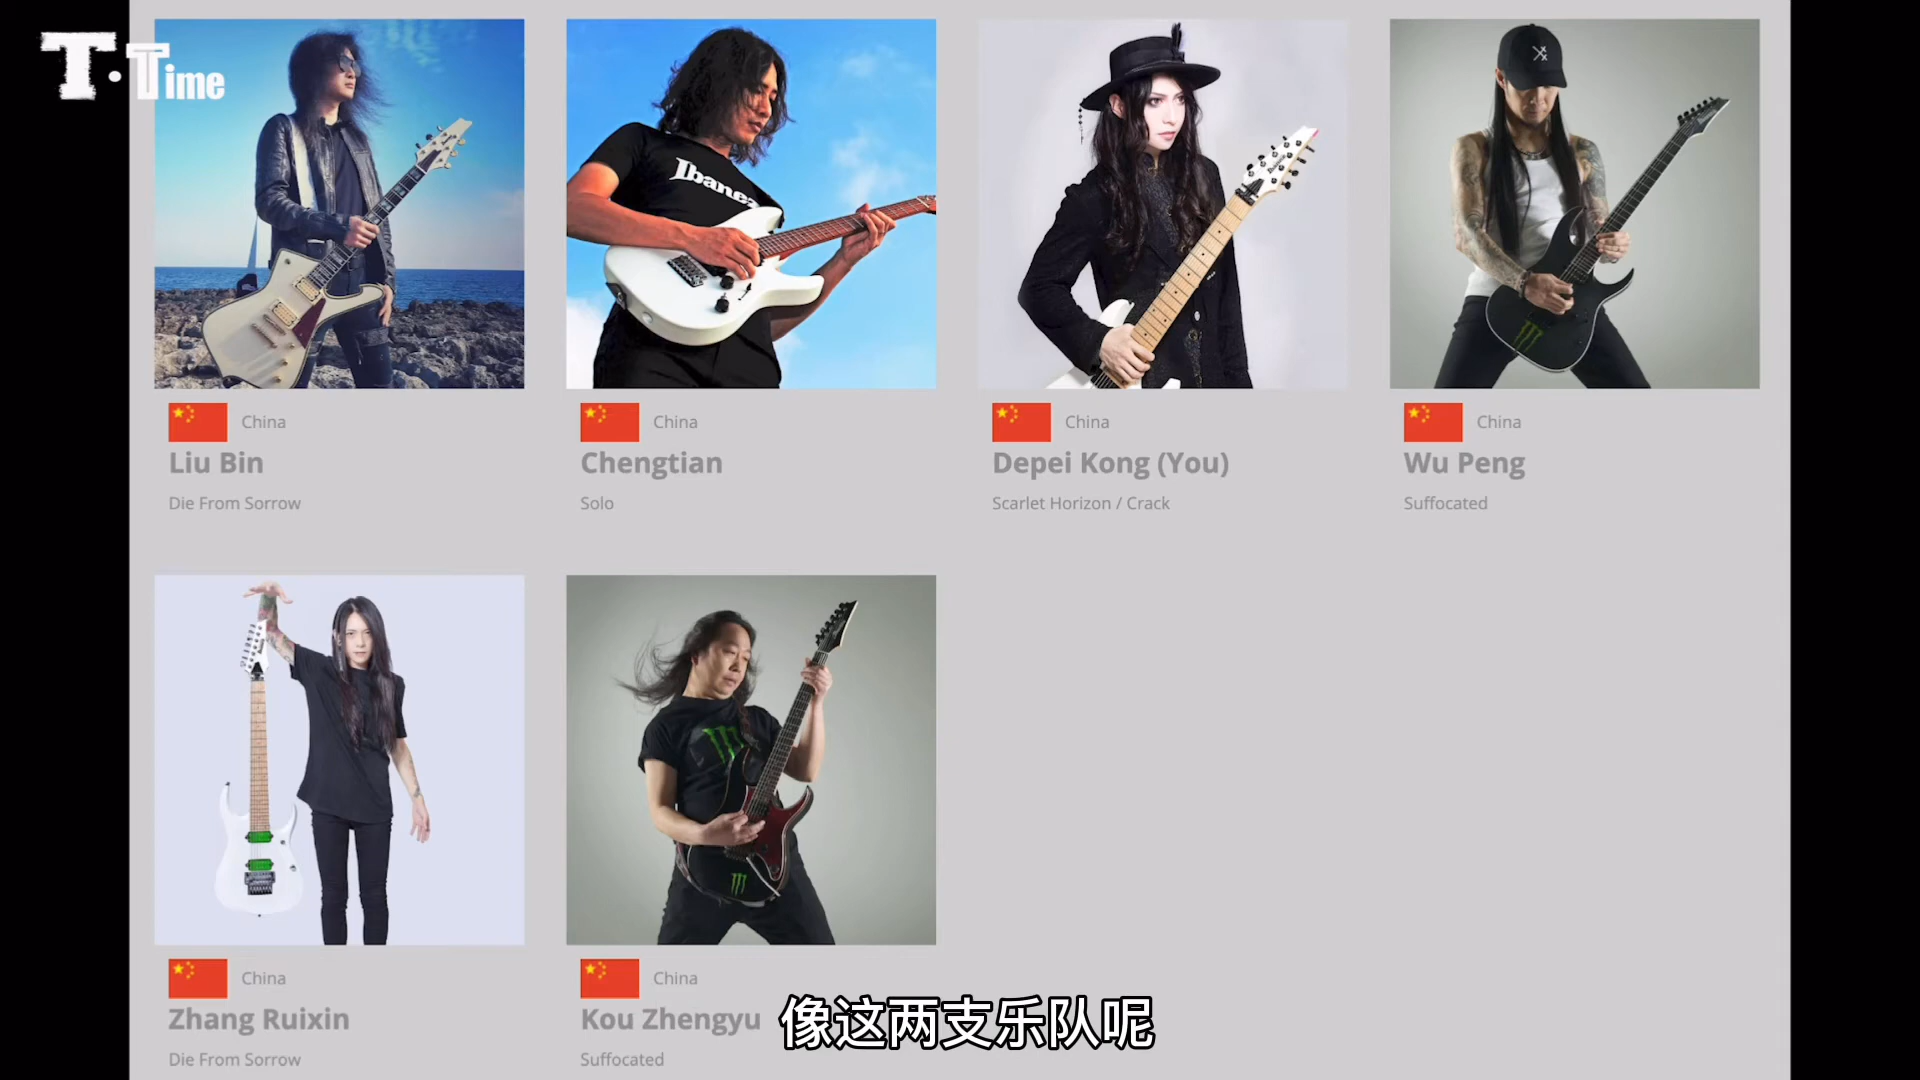 T·Time
Ibanez
China
China
China
China
Liu Bin
Chengtian
Depei Kong (You)
Wu Peng
Die From Sorrow
Solo
Scarlet Horizon / Crack
Suffocated
China
China
Zhang Ruixin
Kou Zhengyu
像这两支乐队呢
Die From Sorrow
Suffocated